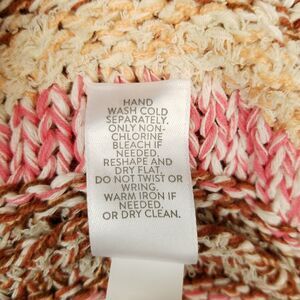 HAND
WASH COLD
SEPARATELY.
ONLY NON-
CHLORINE
BLEACH IF
NEEDED.
RESHAPE AND
DRY FLAT.
DO NOT TWIST OR
WRING.
WARM IRON IF
NEEDED.
OR DRY CLEAN.